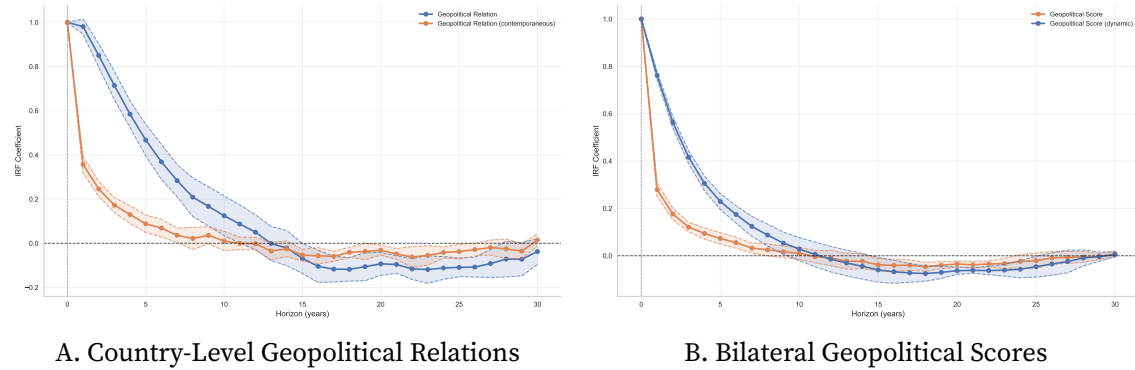 Geopolitical Relation
Geopolitical Relation (contemporaneous)
IRF Coefficient
1.0
0.8
0.6
0.4
0.2
0.0
−0.2
0 5 10 15 20 25 30
Horizon (years)
A. Country-Level Geopolitical Relations
Geopolitical Score
Geopolitical Score (dynamic)
IRF Coefficient
1.0
0.8
0.6
0.4
0.2
0.0
0 5 10 15 20 25 30
Horizon (years)
B. Bilateral Geopolitical Scores